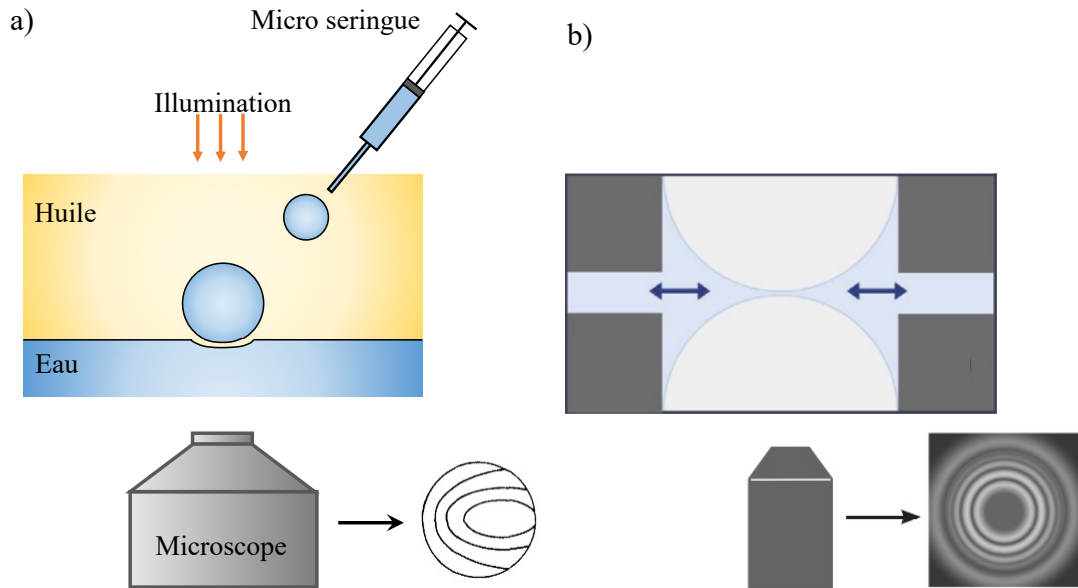 a)
Micro seringue
b)
Illumination
Huile
Eau
Microscope